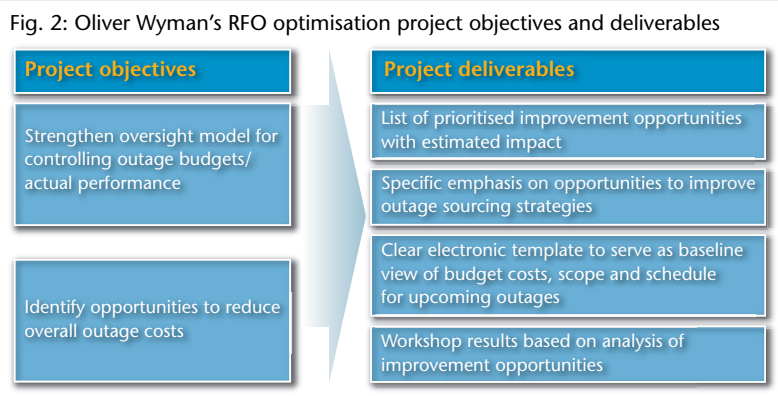 Fig. 2: Oliver Wyman’s RFO optimisation project objectives and deliverables
Project objectives
Strengthen oversight model for
controlling outage budgets/
actual performance
Identify opportunities to reduce
overall outage costs
Project deliverables
List of prioritised improvement opportunities
with estimated impact
Specific emphasis on opportunities to improve
outage sourcing strategies
Clear electronic template to serve as baseline
view of budget costs, scope and schedule
for upcoming outages
Workshop results based on analysis of
improvement opportunities